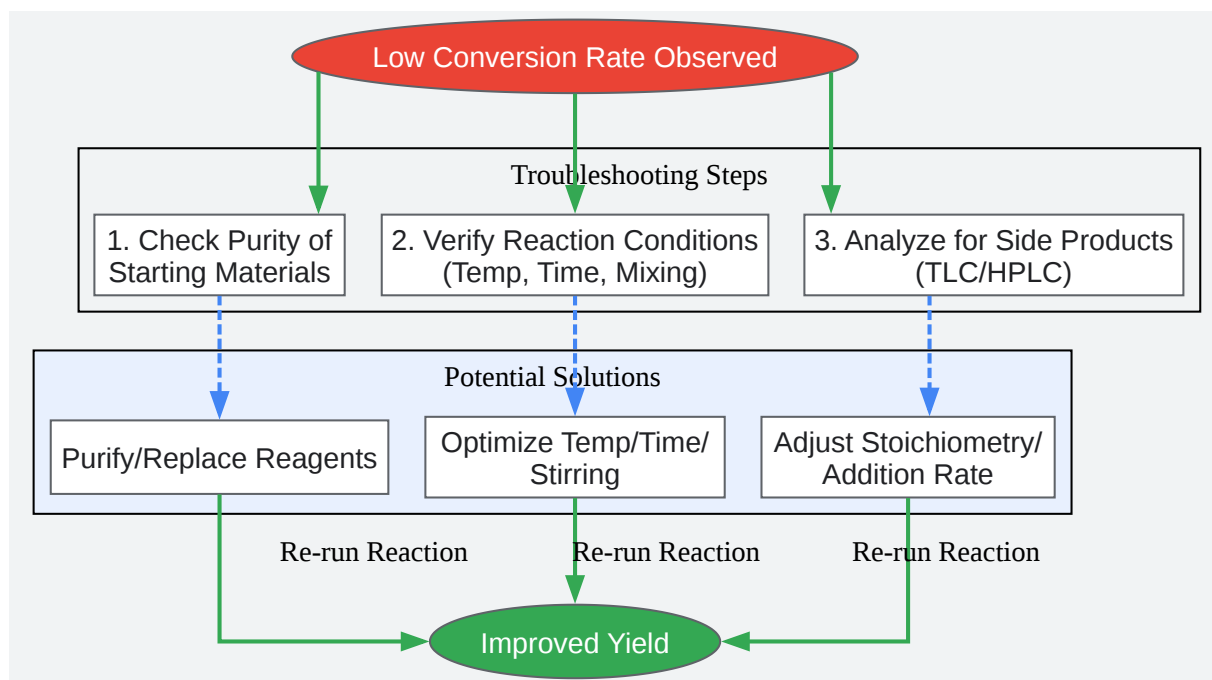 Low Conversion Rate Observed
Troubleshooting Steps
1. Check Purity of
Starting Materials
2. Verify Reaction Conditions
(Temp, Time, Mixing)
3. Analyze for Side Products
(TLC/HPLC)
Potential Solutions
Purify/Replace Reagents
Optimize Temp/Time/
Stirring
Adjust Stoichiometry/
Addition Rate
Re-run Reaction
Re-run Reaction
Re-run Reaction
Improved Yield